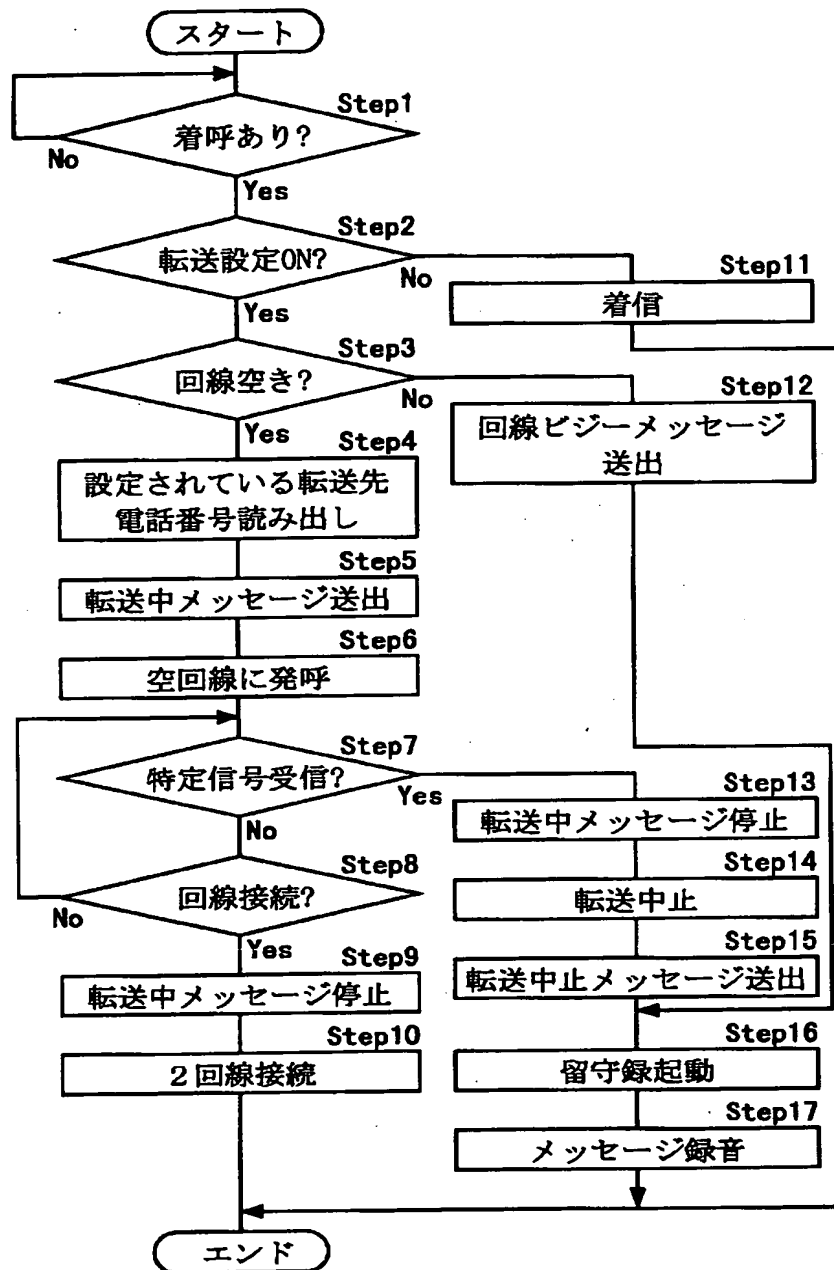 スタート
Step1
着呼あり?
No
Yes
Step2
転送設定ON?
No
Yes
Step11
着信
Step3
回線空き?
No
Yes
Step12
回線ビジーメッセージ
送出
Step4
設定されている転送先
電話番号読み出し
Step5
転送中メッセージ送出
Step6
空回線に発呼
Step7
特定信号受信?
Yes
No
Step13
転送中メッセージ停止
Step8
回線接続?
No
Yes
Step14
転送中止
Step9
転送中メッセージ停止
Step15
転送中止メッセージ送出
Step10
2回線接続
Step16
留守録起動
Step17
メッセージ録音
エンド